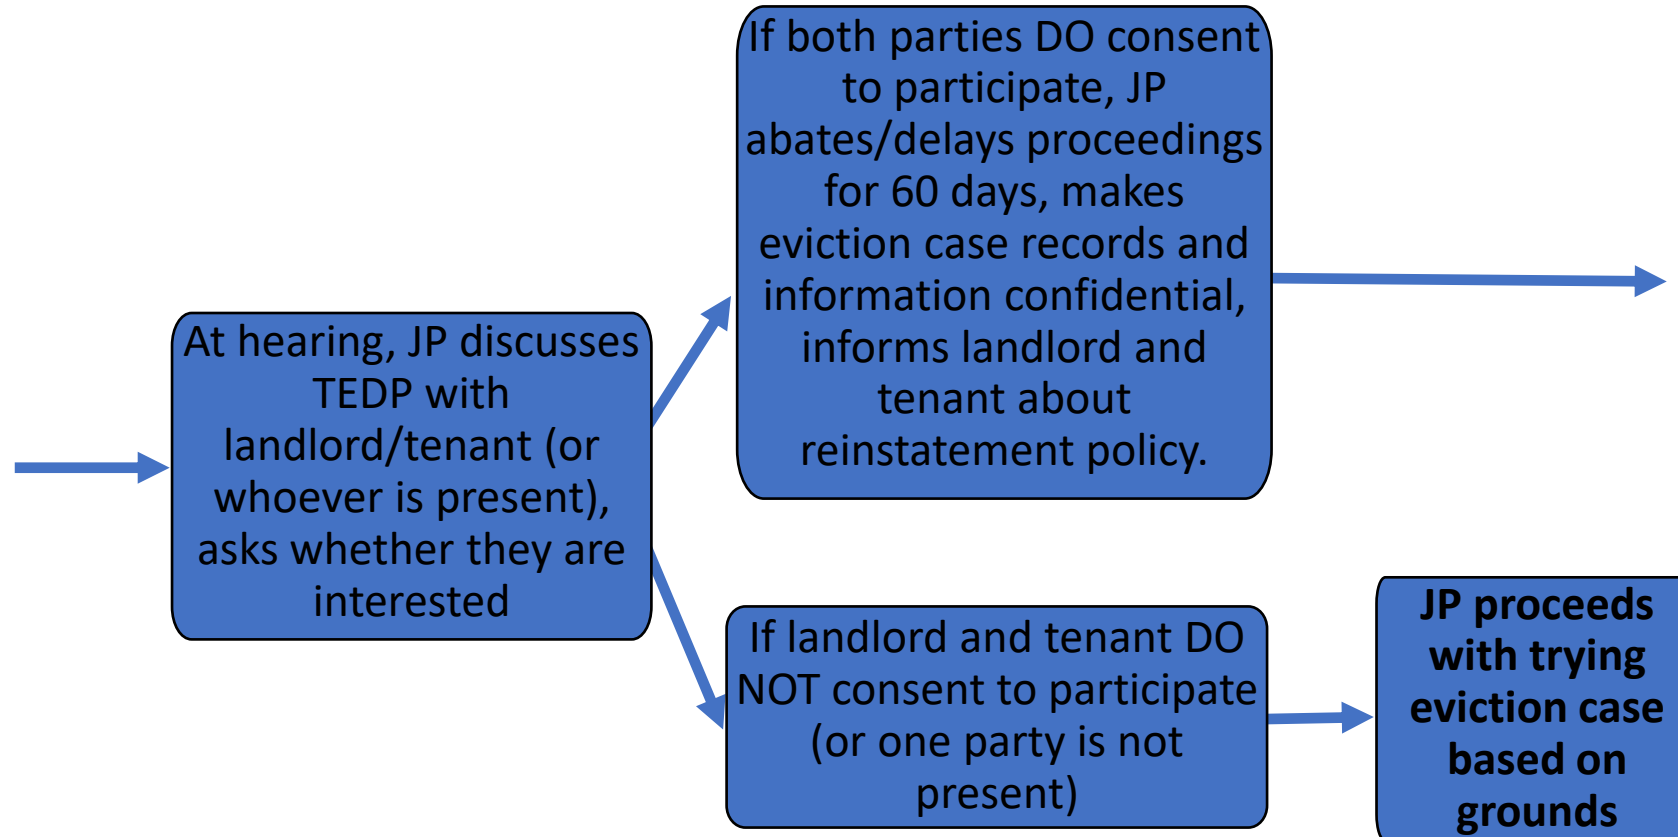 At hearing, JP discusses
TEDP with
landlord/tenant (or
whoever is present),
asks whether they are
interested
If both parties DO consent
to participate, JP
abates/delays proceedings
for 60 days, makes
eviction case records and
information confidential,
informs landlord and
tenant about
reinstatement policy.
If landlord and tenant DO
NOT consent to participate
(or one party is not
present)
JP proceeds
with trying
eviction case
based on
grounds